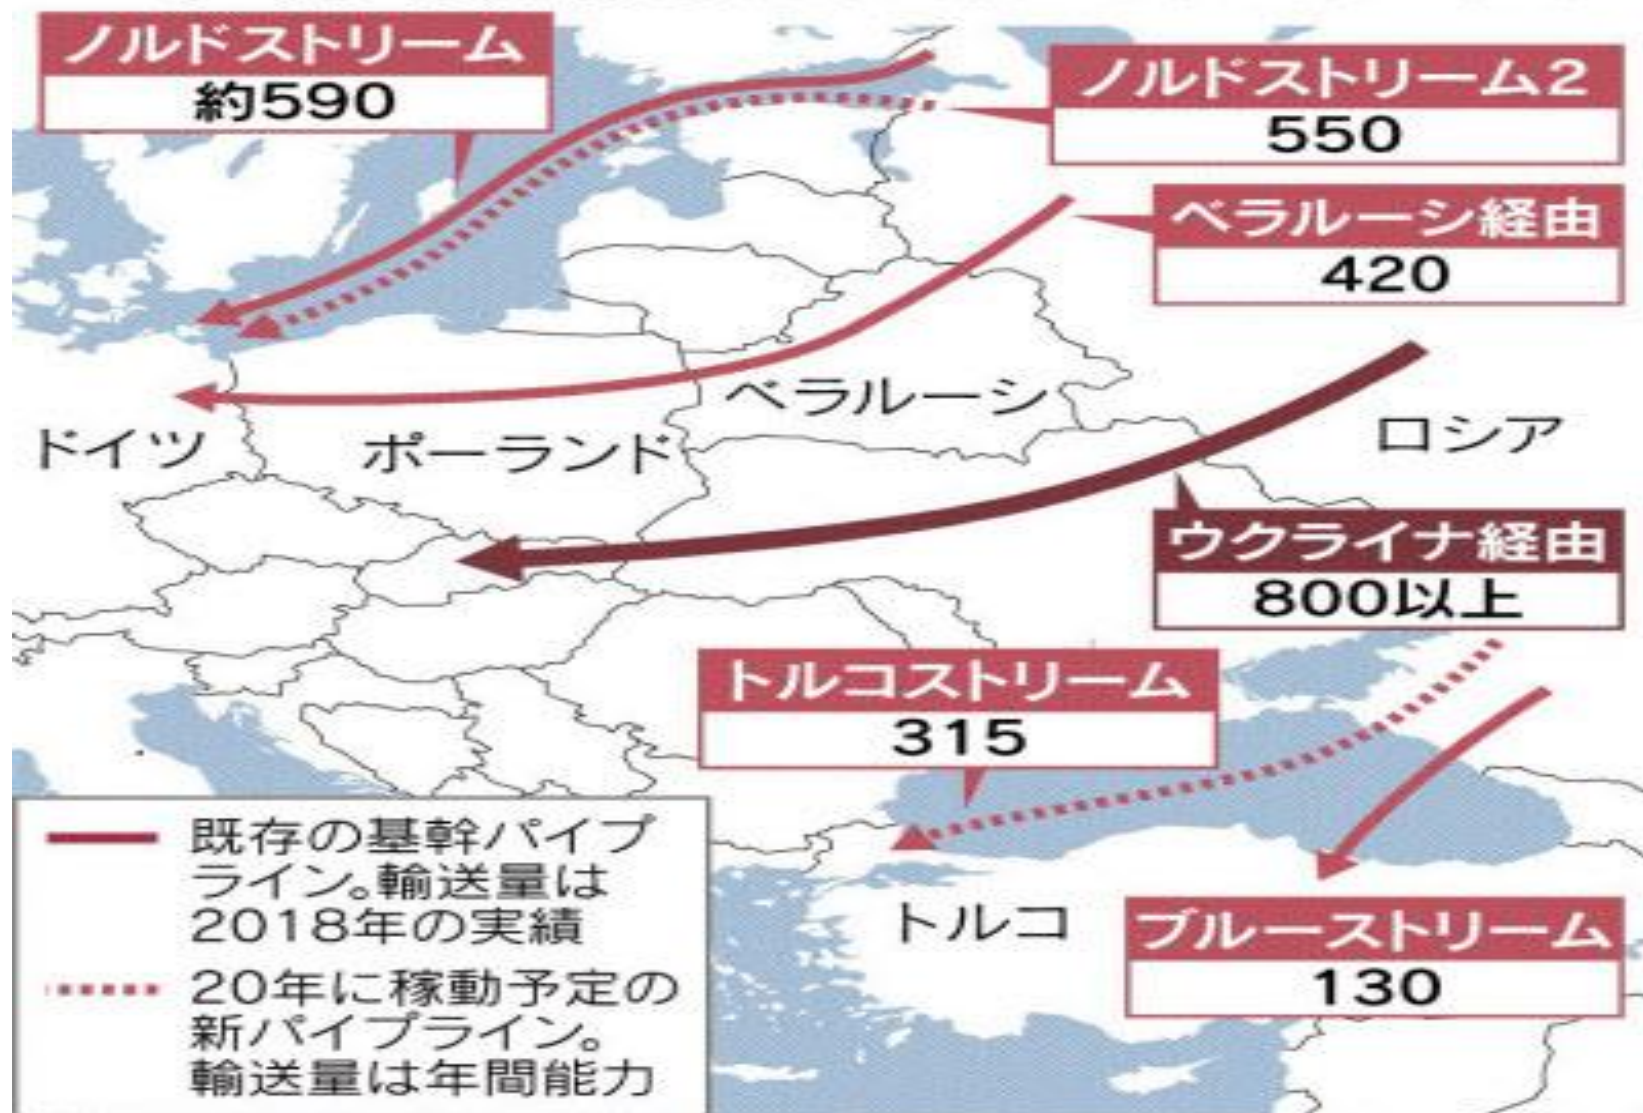 ノルドストリーム
約590
ノルドストリーム2
550
ベラルーシ経由
420
ベラルーシ
ドイツ
ポーランド
ロシア
ウクライナ経由
800以上
トルコストリーム
315
既存の基幹パイプ
ライン。輸送量は
2018年の実績
20年に稼動予定の
新パイプライン。
輸送量は年間能力
トルコ
ブルーストリーム
130